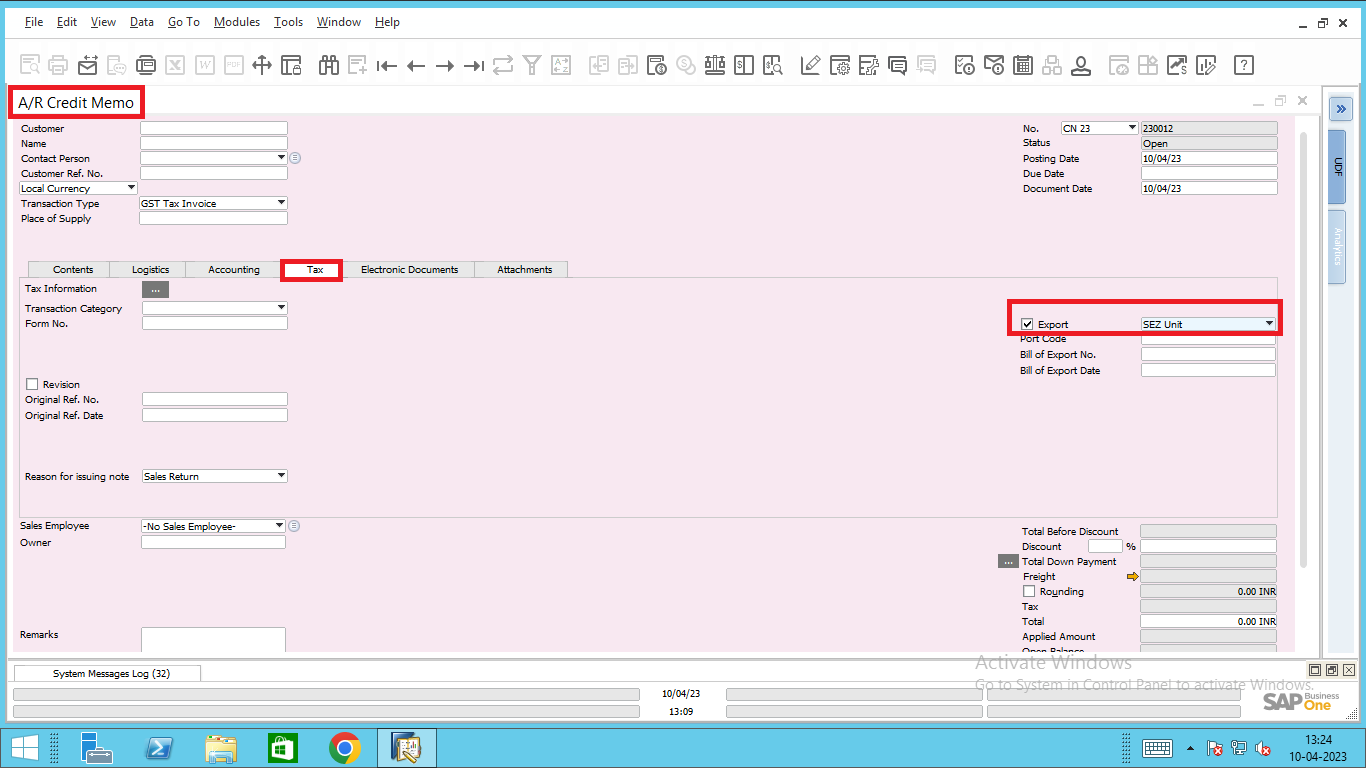 File Edit View Data Go To Modules Tools Window Help
A/R Credit Memo
Customer
Name
Contact Person
Customer Ref. No.
Local Currency
Transaction Type GST Tax Invoice
Place of Supply
No. CN 23 230012
Status Open
Posting Date 10/04/23
Due Date
Document Date 10/04/23
UDF
Analytics
Contents Logistics Accounting Tax Electronic Documents Attachments
Tax Information ...
Transaction Category
Form No.
Export SEZ Unit
Port Code
Bill of Export No.
Bill of Export Date
Revision
Original Ref. No.
Original Ref. Date
Reason for issuing note Sales Return
Sales Employee -No Sales Employee-
Owner
Remarks
Total Before Discount
Discount %
... Total Down Payment
Freight
Rounding 0.00 INR
Tax
Total 0.00 INR
Applied Amount
Open Balance
Activate Windows
Go to System in Control Panel to activate Windows.
System Messages Log (32)
10/04/23
13:09
SAP Business One
13:24
10-04-2023